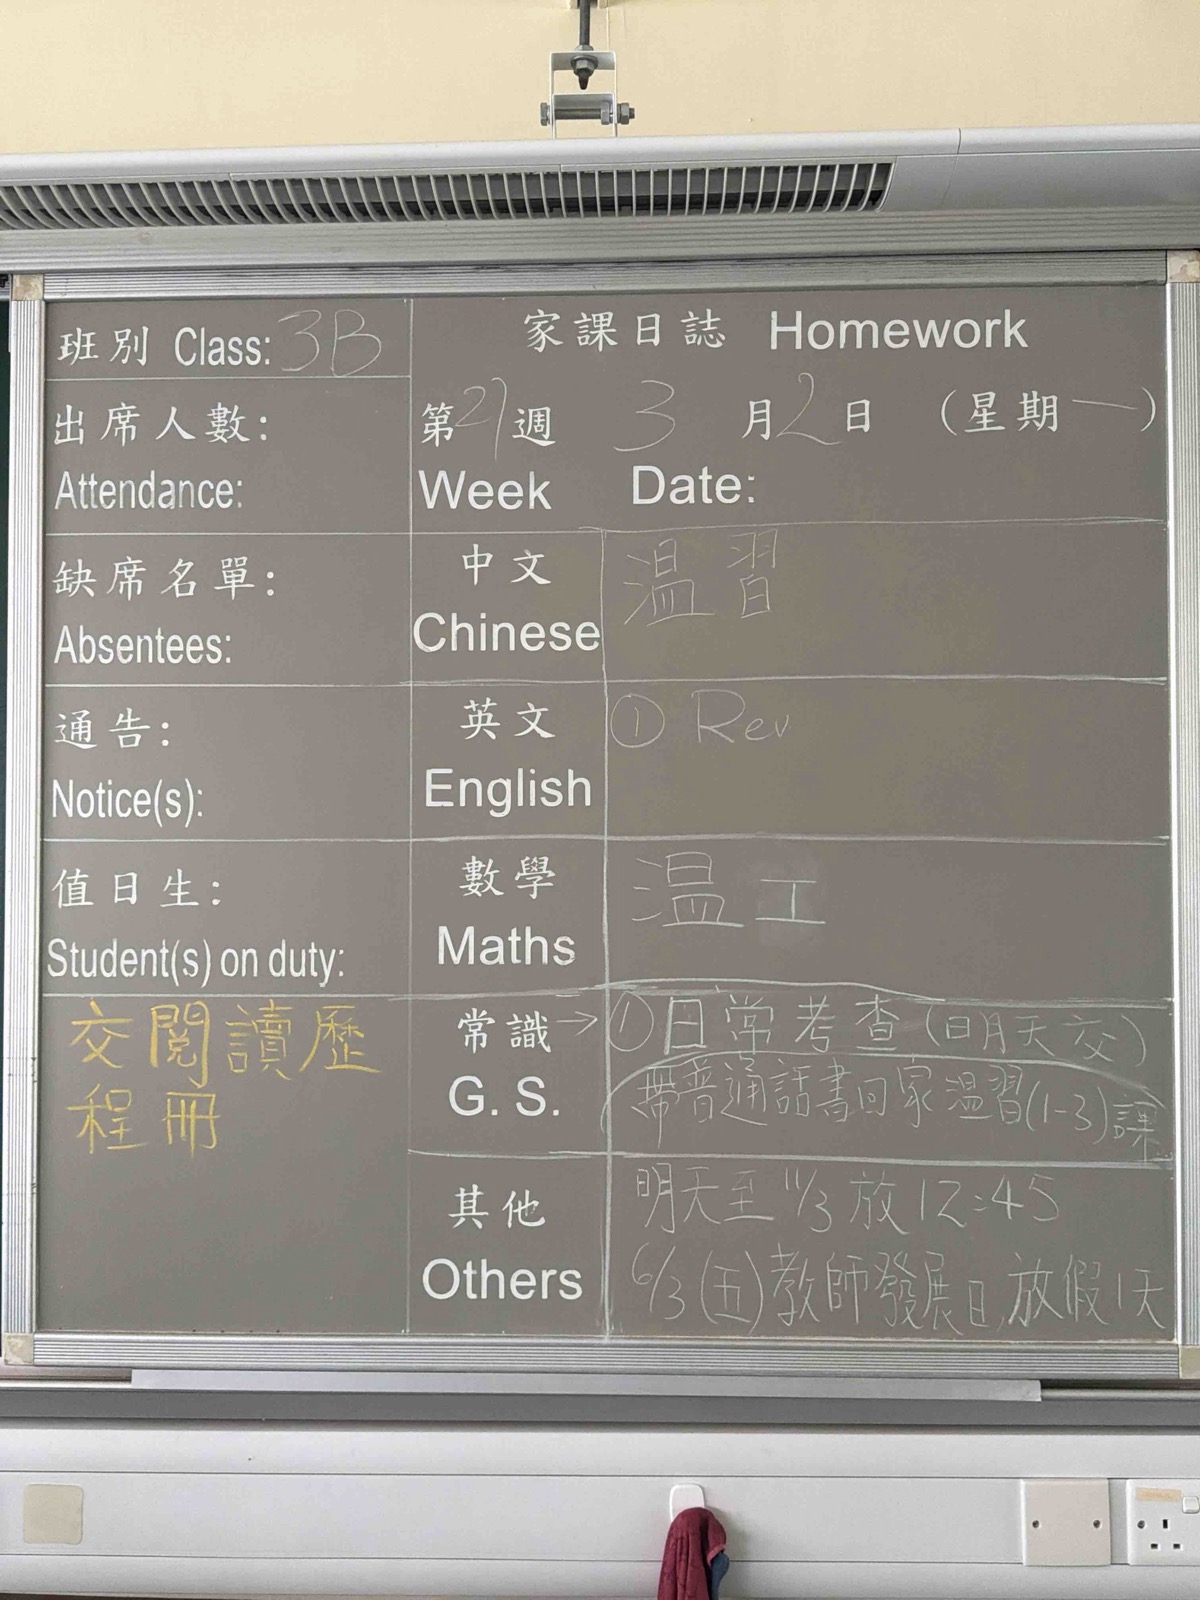 班別 Class: 3B
出席人數:
Attendance:
缺席名單:
Absentees:
通告:
Notice(s):
值日生:
Student(s) on duty:
交閱讀歷
程冊
家課日誌 Homework
第21週 3月2日 (星期一)
Week Date:
中文 温習
Chinese
英文 ① Rev
English
數學 温工
Maths
常識→ ①日常考查(明天交)
G. S. 帶普通話書回家温習(1-3)課
其他 明天至11/3放12:45
Others 6/3(五)教師發展日,放假1天